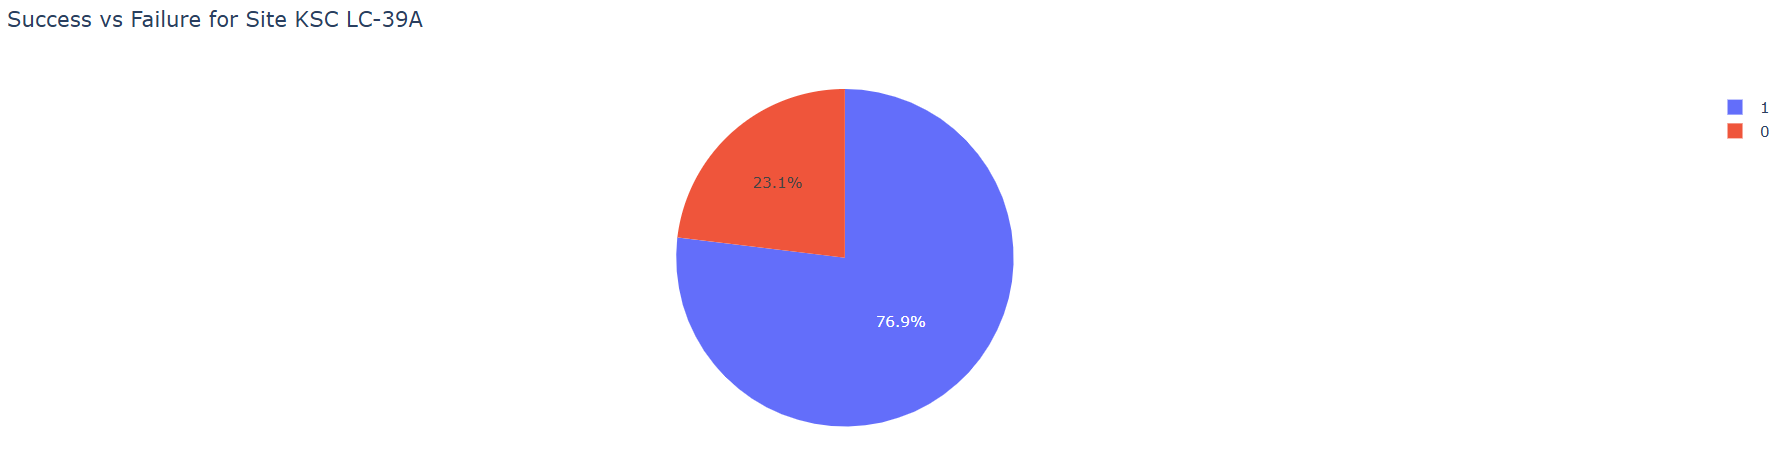 Success vs Failure for Site KSC LC-39A
1
0
23.1%
76.9%